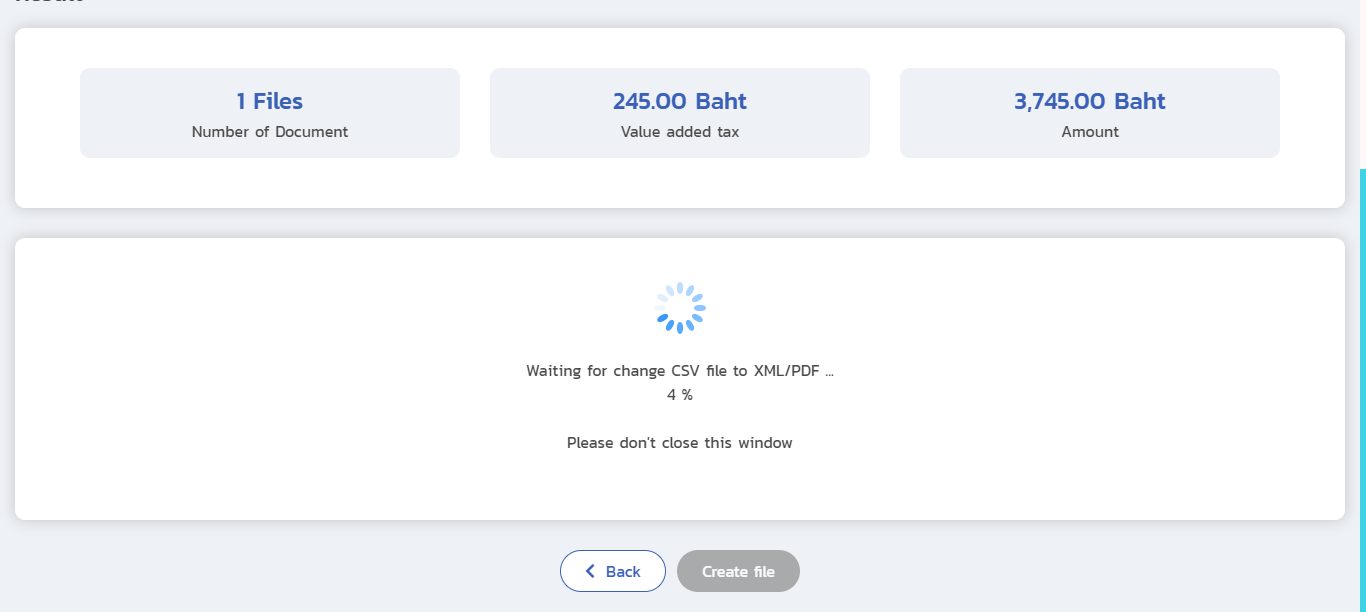 1 Files
Number of Document
245.00 Baht
Value added tax
3,745.00 Baht
Amount
Waiting for change CSV file to XML/PDF ...
4 %
Please don't close this window
Back
Create file